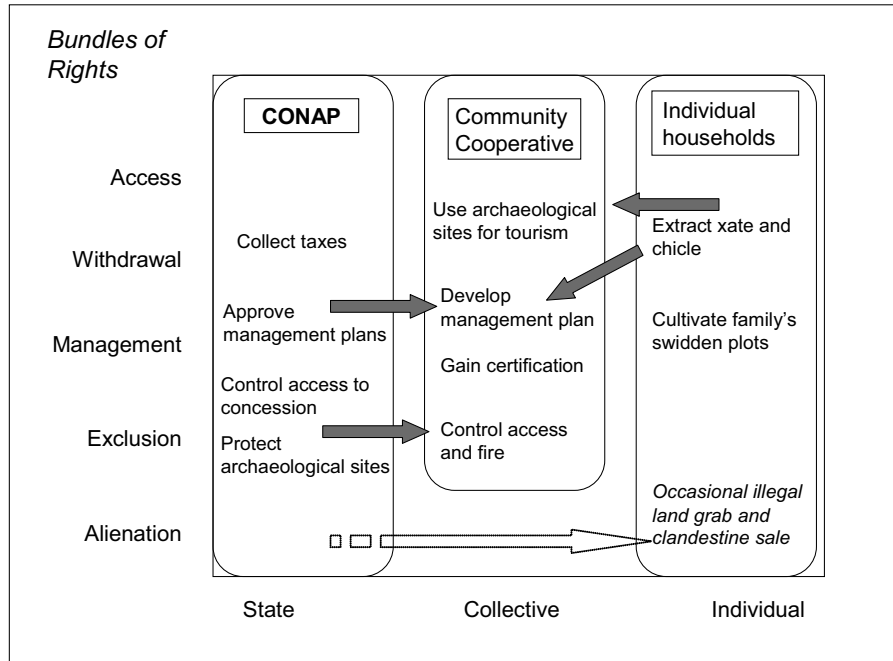 Bundles of
Rights
CONAP
Community
Cooperative
Individual
households
Access
Withdrawal
Management
Exclusion
Alienation
Collect taxes
Approve
management plans
Control access to
concession
Protect
archaeological sites
Use archaeological
sites for tourism
Develop
management plan
Gain certification
Control access
and fire
Extract xate and
chicle
Cultivate family's
swidden plots
Occasional illegal
land grab and
clandestine sale
State
Collective
Individual